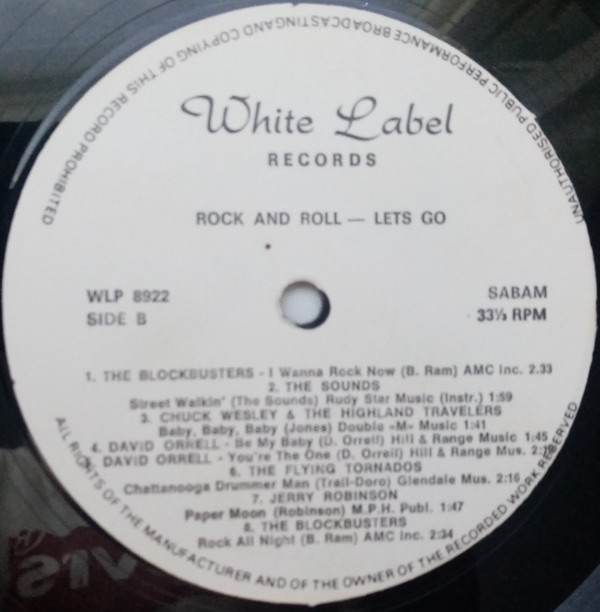 UNAUTHORISED PUBLIC PERFORMANCE BROADCASTING AND COPYING OF THIS RECORD PROHIBITED
White Label
RECORDS
ROCK AND ROLL — LETS GO
WLP 8922
SABAM
SIDE B
33⅓ RPM
1. THE BLOCKBUSTERS - I Wanna Rock Now (B. Ram) AMC Inc. 2.33
2. THE SOUNDS
Street Walkin' (The Sounds) Rudy Star Music (Instr.) 1:59
3. CHUCK WESLEY & THE HIGHLAND TRAVELERS
Baby, Baby, Baby (Jones) Double «M» Music 1:41
4. DAVID ORRELL - Be My Baby (D. Orrell) Hill & Range Music 1:45
DAVID ORRELL - You're The One (D. Orrell) Hill & Range Mus.
6. THE FLYING TORNADOS
Chattanooga Drummer Man (Trail-Doro) Glendale Mus. 2:16
7. JERRY ROBINSON
Paper Moon (Robinson) M.P.H. Publ. 1:47
8. THE BLOCKBUSTERS
Rock All Night (B. Ram) AMC Inc. 2:34
ALL RIGHTS OF THE MANUFACTURER AND OF THE OWNER OF THE RECORDED WORK RESERVED